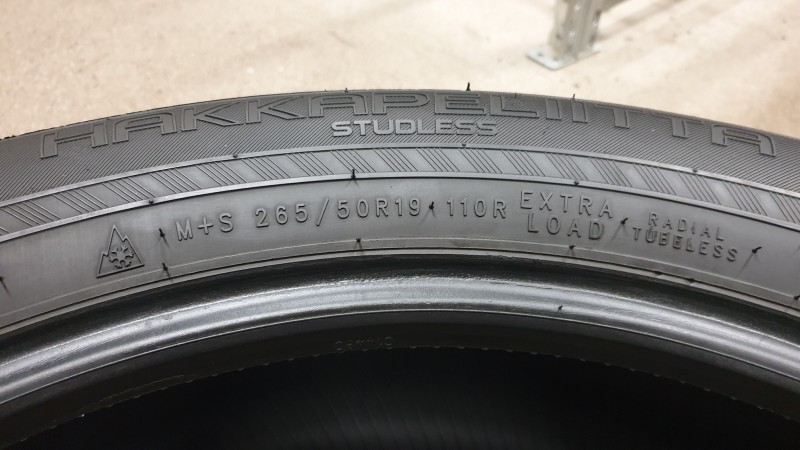 HAKKAPELIITTA
STUDLESS
M+S 265/50R19 110R EXTRA LOAD RADIAL TUBELESS